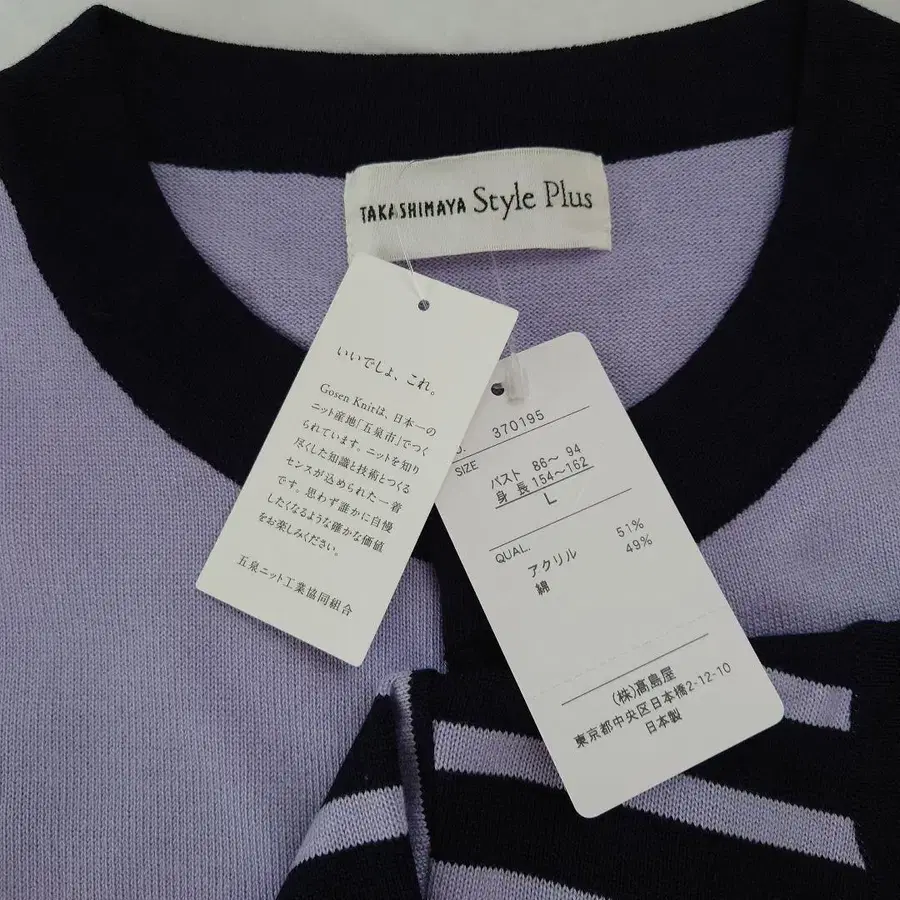 TAKASHIMAYA Style Plus
いいでしょ、これ。
Gosen Knitは、日本一の
ニット産地「五泉市」でつく
られています。ニットを知り
尽くした知識と技術とつくる
センスが込められた一着
です。思わず誰かに自慢
したくなるような確かな価値
をお楽しみください。
五泉ニット工業協同組合
370195
SIZE
バスト 86～ 94
身 長 154～162
L
QUAL.
アクリル 51%
綿 49%
(株)髙島屋
東京都中央区日本橋2-12-10
日本製